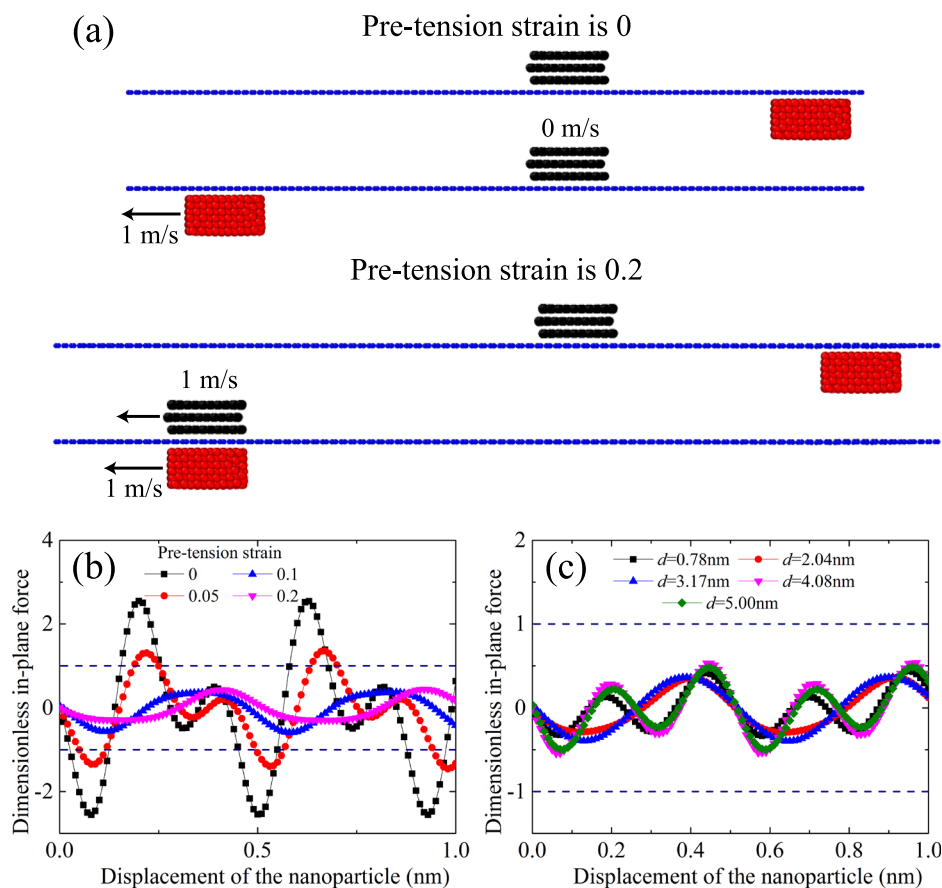 (a)
Pre-tension strain is 0
0 m/s
1 m/s
Pre-tension strain is 0.2
1 m/s
1 m/s
(b)
Pre-tension strain
0
0.1
0.05
0.2
4
2
0
-2
0.0
0.5
1.0
Dimensionless in-plane force
Displacement of the nanoparticle (nm)
(c)
d=0.78nm
d=2.04nm
d=3.17nm
d=4.08nm
d=5.00nm
2
1
0
-1
0.0
0.2
0.4
0.6
0.8
1.0
Dimensionless in-plane force
Displacement of the nanoparticle (nm)